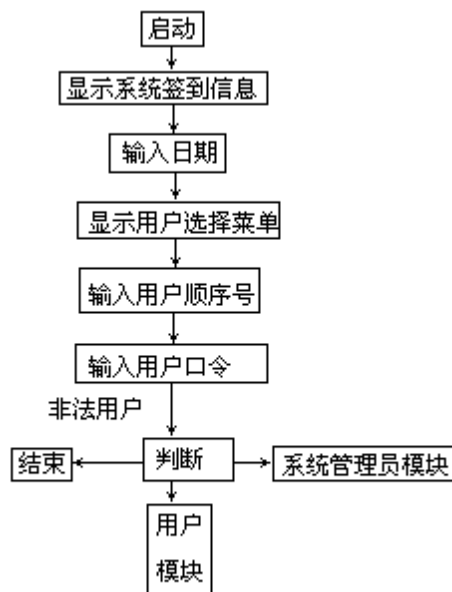 启动
显示系统签到信息
输入日期
显示用户选择菜单
输入用户顺序号
输入用户口令
非法用户
结束
判断
系统管理员模块
用户
模块